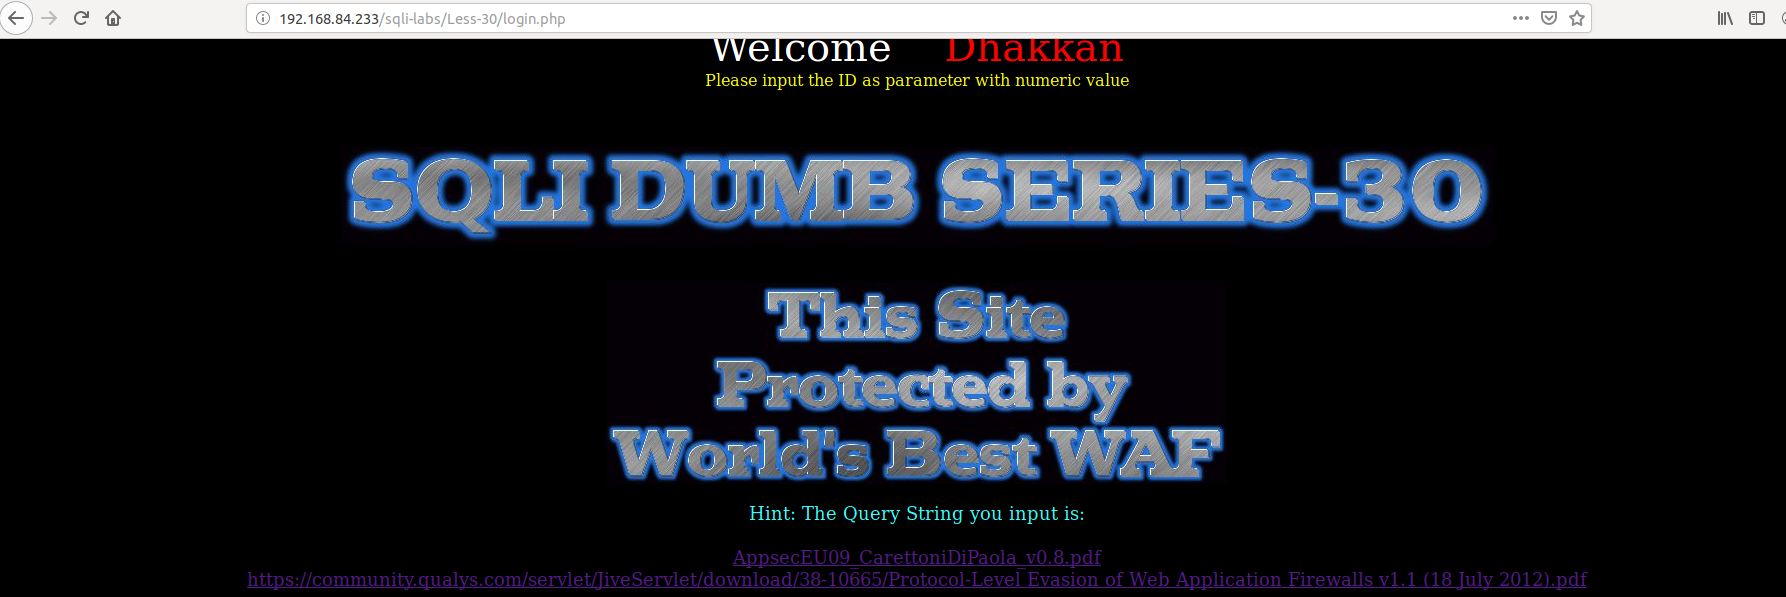 192.168.84.233/sqli-labs/Less-30/login.php
Welcome Dhakkan
Please input the ID as parameter with numeric value
SQLI DUMB SERIES-30
This Site
Protected by
World's Best WAF
Hint: The Query String you input is:
AppsecEU09_CarettoniDiPaola_v0.8.pdf
https://community.qualys.com/servlet/JiveServlet/download/38-10665/Protocol-Level Evasion of Web Application Firewalls v1.1 (18 July 2012).pdf